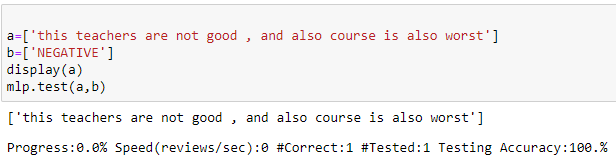 a=['this teachers are not good , and also course is also worst']
b=['NEGATIVE']
display(a)
mlp.test(a,b)
['this teachers are not good , and also course is also worst']
Progress:0.0% Speed(reviews/sec):0 #Correct:1 #Tested:1 Testing Accuracy:100.%